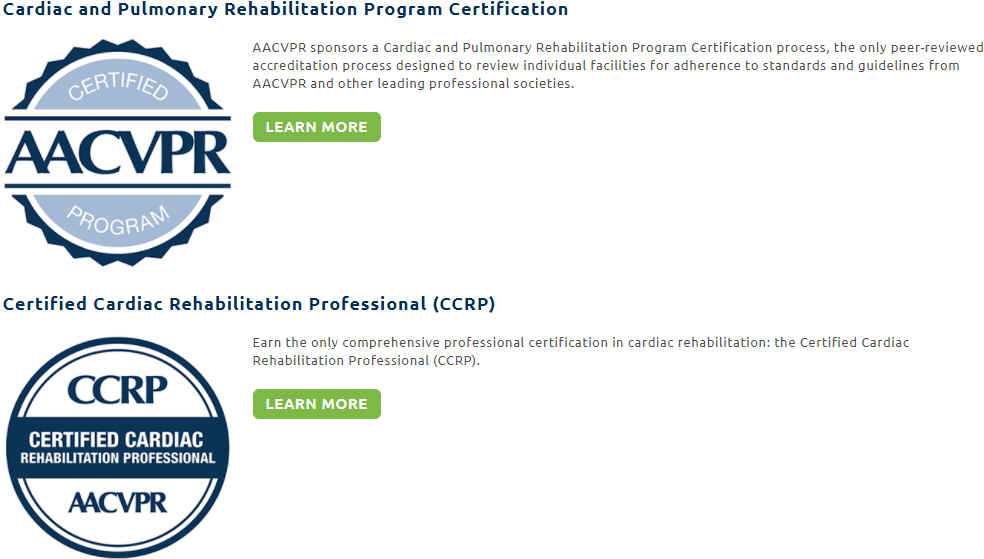 Cardiac and Pulmonary Rehabilitation Program Certification
CERTIFIED
AACVPR
PROGRAM
AACVPR sponsors a Cardiac and Pulmonary Rehabilitation Program Certification process, the only peer-reviewed
accreditation process designed to review individual facilities for adherence to standards and guidelines from
AACVPR and other leading professional societies.
LEARN MORE
Certified Cardiac Rehabilitation Professional (CCRP)
CCRP
CERTIFIED CARDIAC
REHABILITATION PROFESSIONAL
AACVPR
Earn the only comprehensive professional certification in cardiac rehabilitation: the Certified Cardiac
Rehabilitation Professional (CCRP).
LEARN MORE